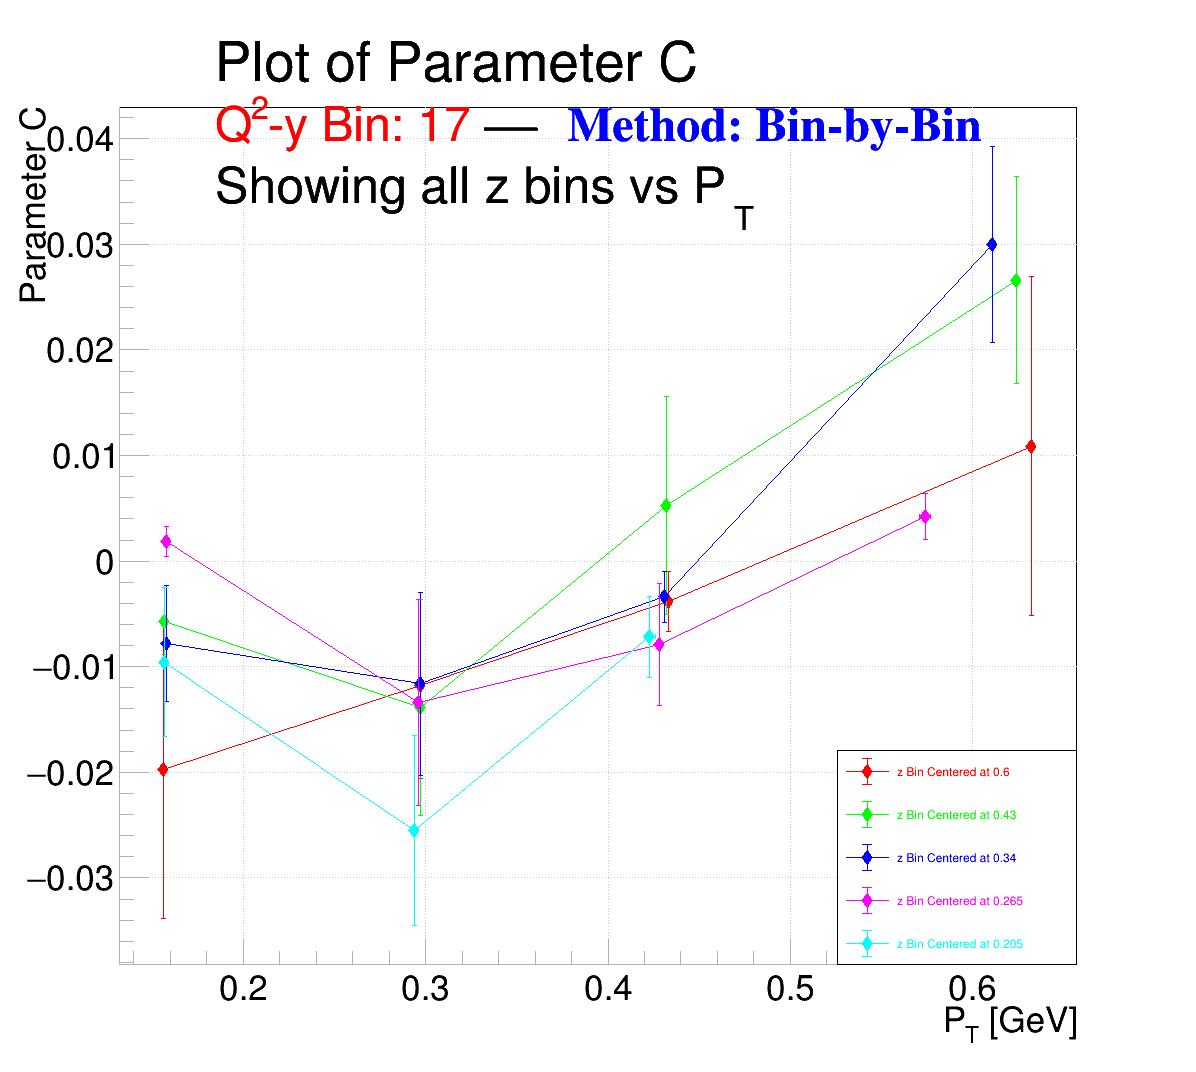 Plot of Parameter C
Q²-y Bin: 17 — Method: Bin-by-Bin
Showing all z bins vs P_T
Parameter C
0.04
0.03
0.02
0.01
0
−0.01
−0.02
−0.03
z Bin Centered at 0.6
z Bin Centered at 0.43
z Bin Centered at 0.34
z Bin Centered at 0.265
z Bin Centered at 0.205
0.2 0.3 0.4 0.5 0.6
P_T [GeV]